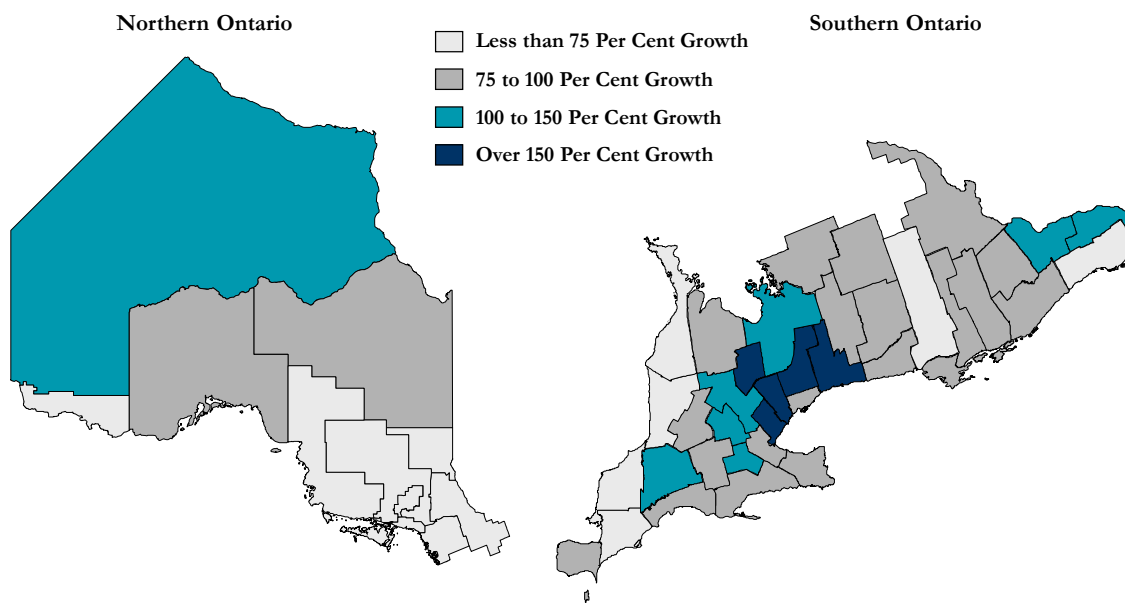 Northern Ontario
Southern Ontario
Less than 75 Per Cent Growth
75 to 100 Per Cent Growth
100 to 150 Per Cent Growth
Over 150 Per Cent Growth